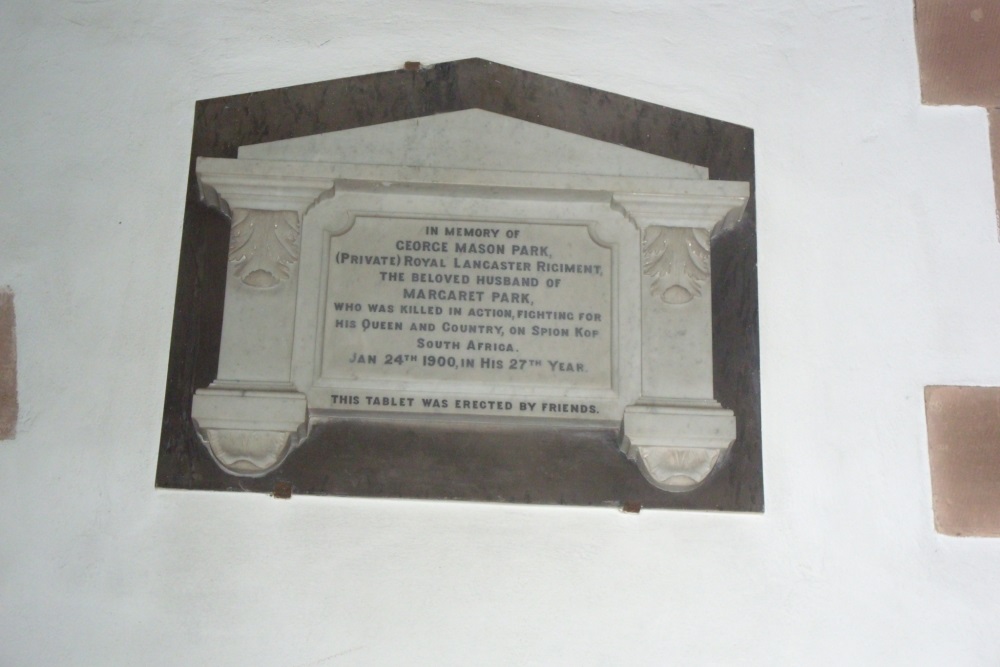 IN MEMORY OF
GEORGE MASON PARK,
(PRIVATE) ROYAL LANCASTER RIGIMENT,
THE BELOVED HUSBAND OF
MARGARET PARK,
WHO WAS KILLED IN ACTION, FIGHTING FOR
HIS QUEEN AND COUNTRY, ON SPION KOF
SOUTH AFRICA.
JAN 24TH 1900, IN HIS 27TH YEAR.
THIS TABLET WAS ERECTED BY FRIENDS.